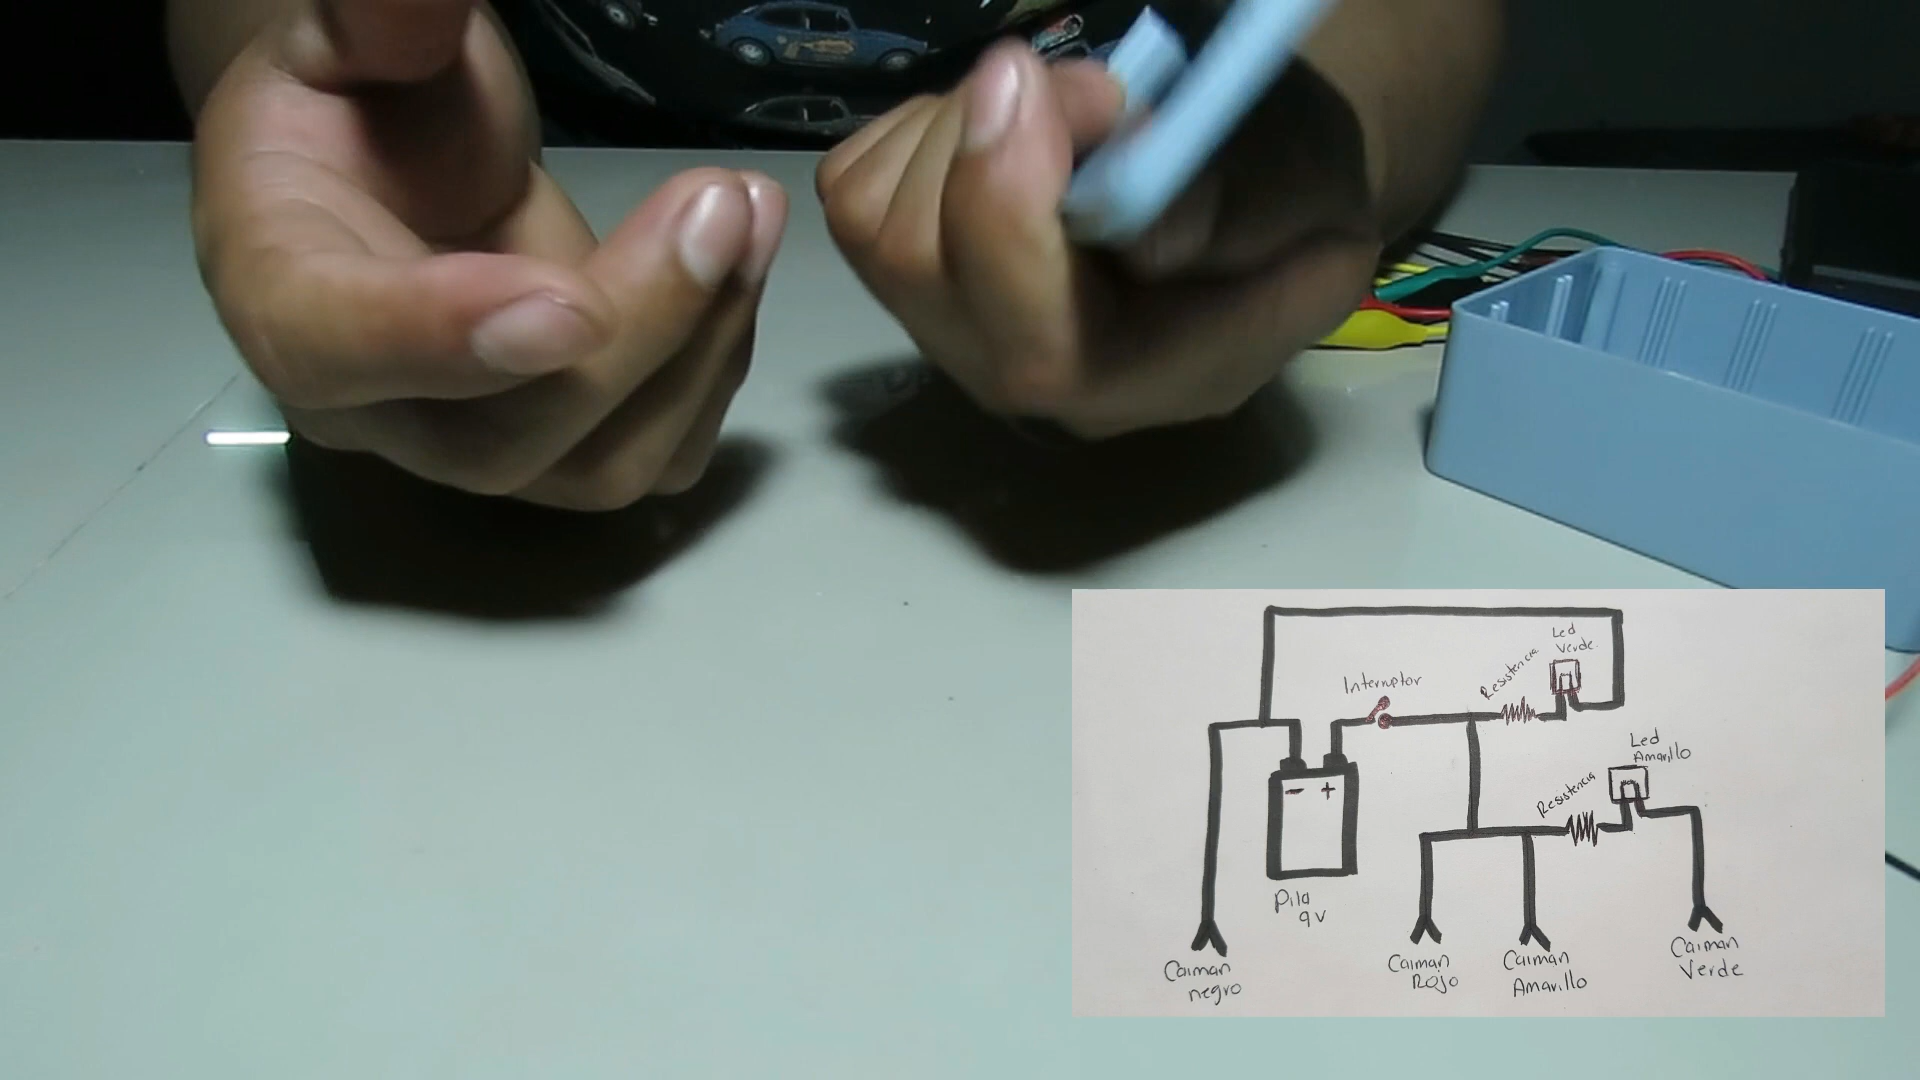 Led
Verde
Resistencia
Interruptor
Led
Amarillo
Resistencia
- +
Pila
9v
Caiman
negro
Caiman
Rojo
Caiman
Amarillo
Caiman
Verde